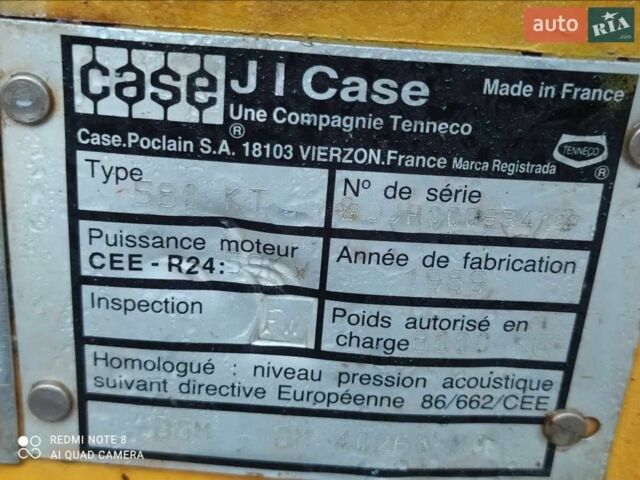 auto RIA
.com
case J I Case Made in France
Une Compagnie Tenneco
®
Case.Poclain S.A. 18103 VIERZON.France Marca Registrada TENNECO ®
Type
580 KT
N° de série
Puissance moteur
CEE - R24:
Année de fabrication
1989
Inspection
Poids autorisé en
charge
Homologué : niveau pression acoustique
suivant directive Européenne 86/662/CEE
REDMI NOTE 8
AI QUAD CAMERA